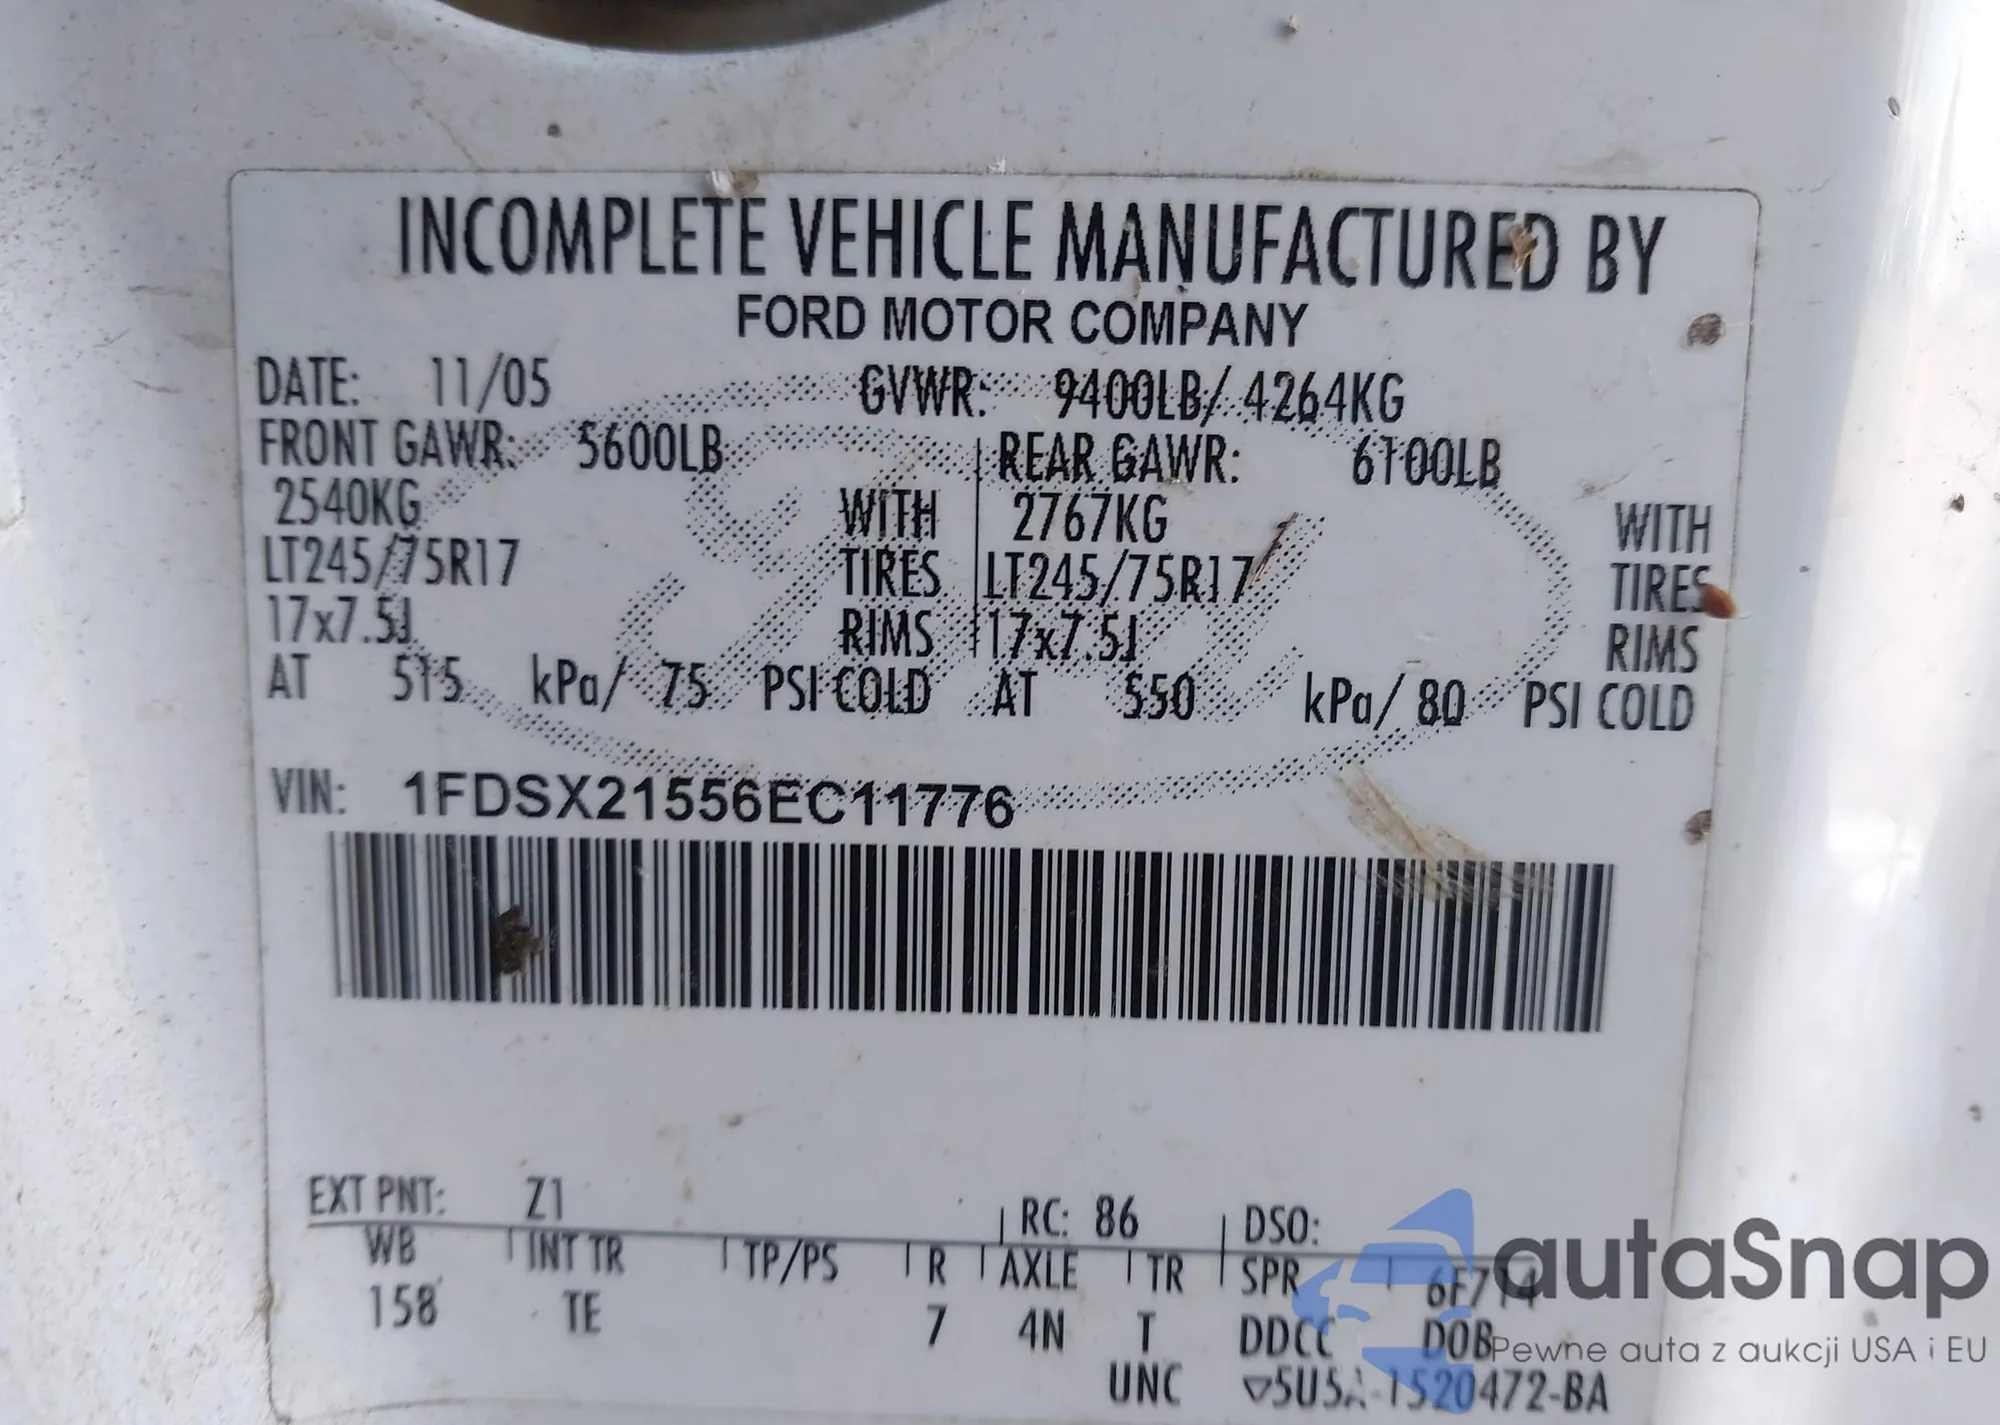 INCOMPLETE VEHICLE MANUFACTURED BY
FORD MOTOR COMPANY
DATE: 11/05 GVWR: 9400LB/ 4264KG
FRONT GAWR: 5600LB REAR GAWR: 6100LB
2540KG WITH 2767KG WITH
LT245/75R17 TIRES LT245/75R17 TIRES
17x7.5J RIMS 17x7.5J RIMS
AT 515 kPa/ 75 PSI COLD AT 550 kPa/ 80 PSI COLD
VIN: 1FDSX21556EC11776
EXT PNT: Z1 RC: 86 DSO:
WB INT TR TP/PS R AXLE TR SPR 6F714
158 TE 7 4N T DDCC DOB
UNC ▽5U5A-1520472-BA
autaSnap
Pewne auta z aukcji USA i EU